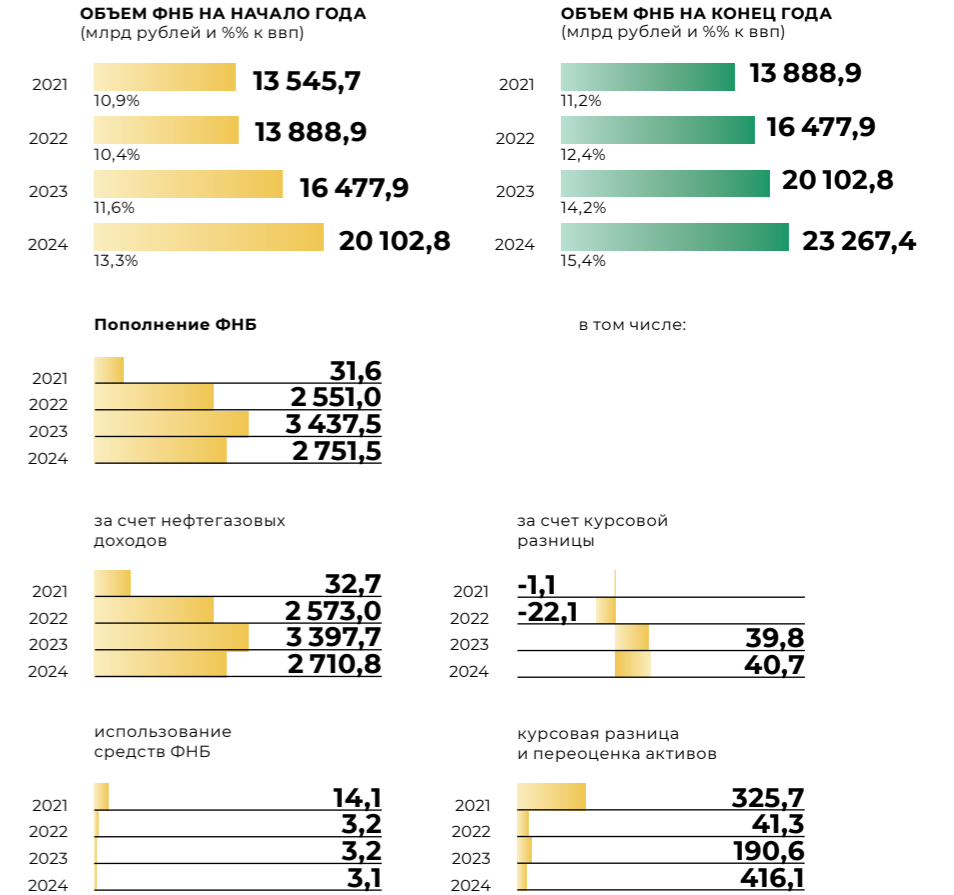 ОБЪЕМ ФНБ НА НАЧАЛО ГОДА
(млрд рублей и %% к ввп)
2021 13 545,7
10,9%
2022 13 888,9
10,4%
2023 16 477,9
11,6%
2024 20 102,8
13,3%
ОБЪЕМ ФНБ НА КОНЕЦ ГОДА
(млрд рублей и %% к ввп)
2021 13 888,9
11,2%
2022 16 477,9
12,4%
2023 20 102,8
14,2%
2024 23 267,4
15,4%
Пополнение ФНБ
2021 31,6
2022 2 551,0
2023 3 437,5
2024 2 751,5
в том числе:
за счет нефтегазовых
доходов
2021 32,7
2022 2 573,0
2023 3 397,7
2024 2 710,8
за счет курсовой
разницы
2021 -1,1
2022 -22,1
2023 39,8
2024 40,7
использование
средств ФНБ
2021 14,1
2022 3,2
2023 3,2
2024 3,1
курсовая разница
и переоценка активов
2021 325,7
2022 41,3
2023 190,6
2024 416,1